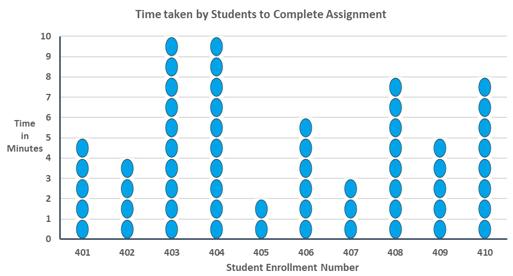 Time taken by Students to Complete Assignment
10
9
8
7
6
5
4
3
2
1
0
Time
in
Minutes
401 402 403 404 405 406 407 408 409 410
Student Enrollment Number